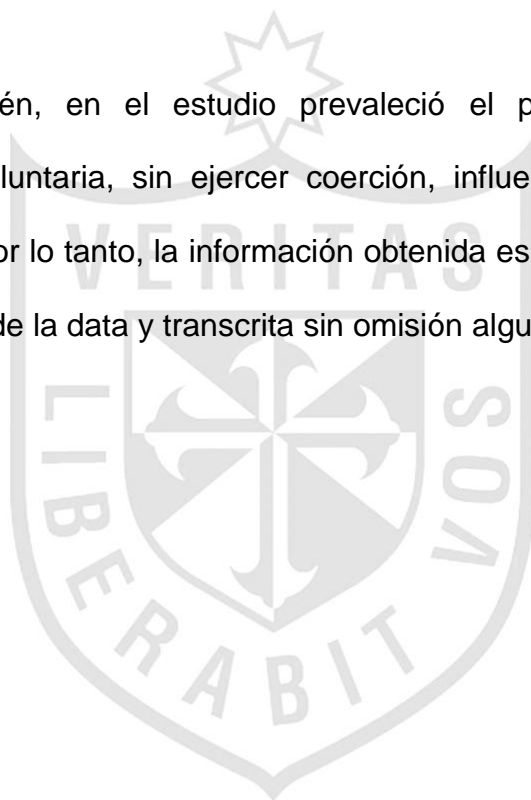 én, en el estudio prevaleció el p
luntaria, sin ejercer coerción, influe
or lo tanto, la información obtenida es
de la data y transcrita sin omisión algu
VERITAS
LIBERABIT
VOS